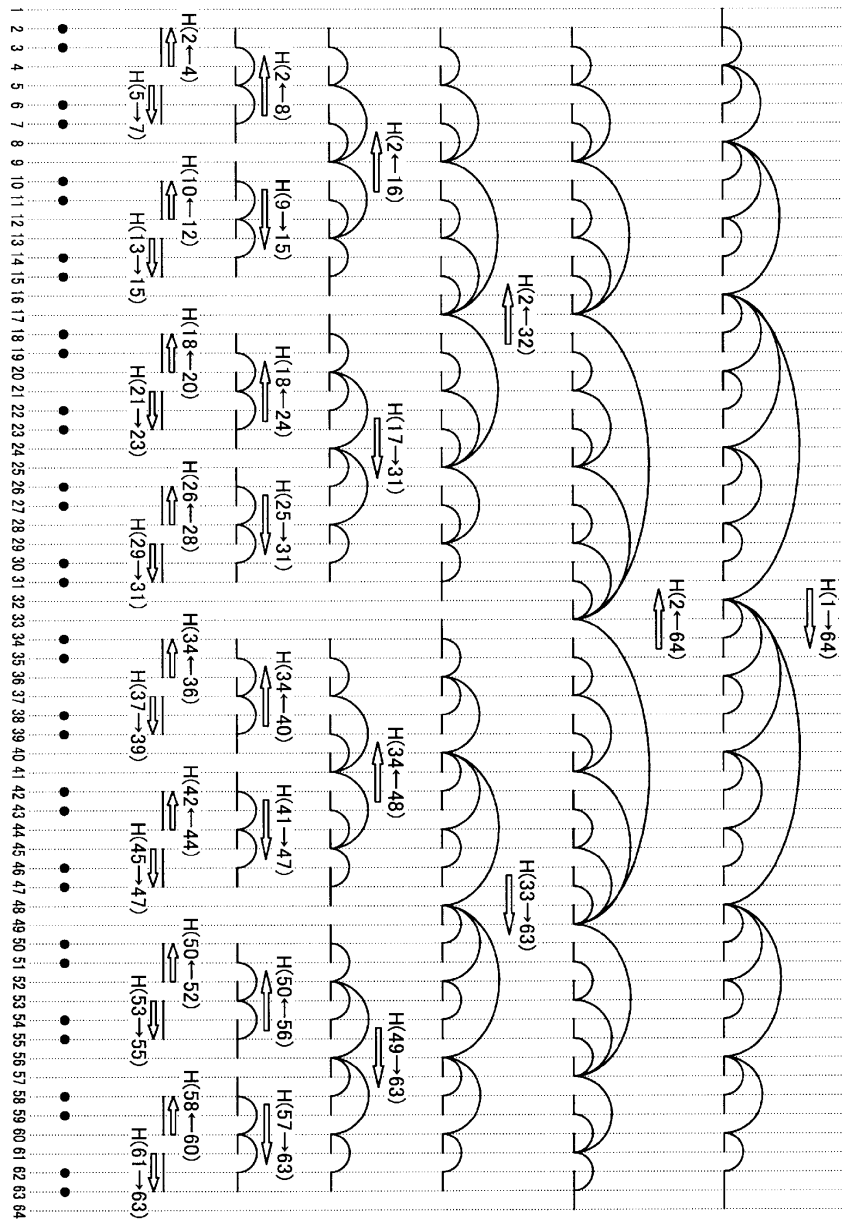 H(1→64)
H(2←64)
H(2←32) H(33→63)
H(2←16) H(17→31) H(34←48) H(49→63)
H(2←8) H(9→15) H(18←24) H(25→31) H(34←40) H(41→47) H(50←56) H(57→63)
H(2←4) H(10←12) H(18←20) H(26←28) H(34←36) H(42←44) H(50←52) H(58←60)
H(5→7) H(13→15) H(21→23) H(29→31) H(37→39) H(45→47) H(53→55) H(61→63)
1 2 3 4 5 6 7 8 9 10 11 12 13 14 15 16 17 18 19 20 21 22 23 24 25 26 27 28 29 30 31 32 33 34 35 36 37 38 39 40 41 42 43 44 45 46 47 48 49 50 51 52 53 54 55 56 57 58 59 60 61 62 63 64